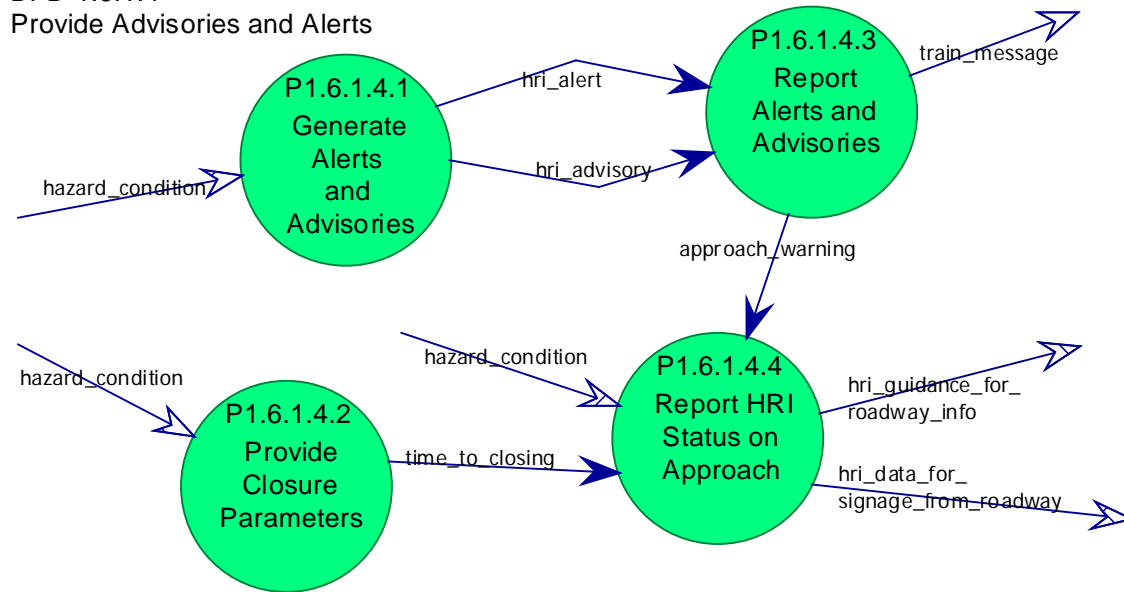 Provide Advisories and Alerts
P1.6.1.4.1
Generate
Alerts
and
Advisories
hri_alert
hri_advisory
P1.6.1.4.3
Report
Alerts and
Advisories
train_message
hazard_condition
approach_warning
hazard_condition
P1.6.1.4.2
Provide
Closure
Parameters
time_to_closing
hazard_condition
P1.6.1.4.4
Report HRI
Status on
Approach
hri_guidance_for_
roadway_info
hri_data_for_
signage_from_roadway